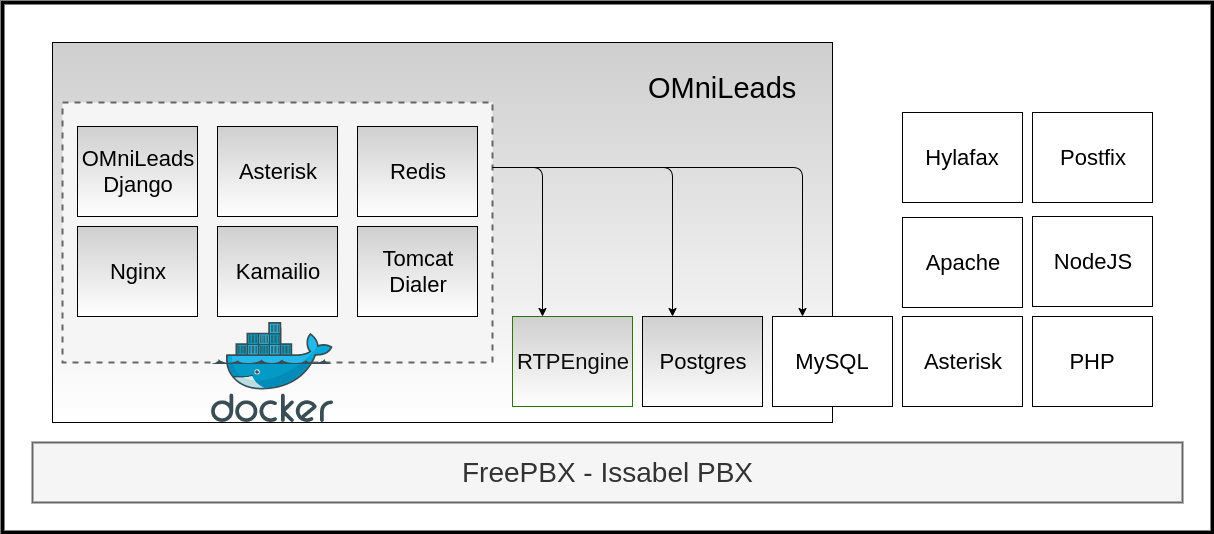 OMniLeads
OMniLeads
Django
Asterisk
Redis
Nginx
Kamailio
Tomcat
Dialer
docker
RTPEngine
Postgres
MySQL
Hylafax
Postfix
Apache
NodeJS
Asterisk
PHP
FreePBX - Issabel PBX